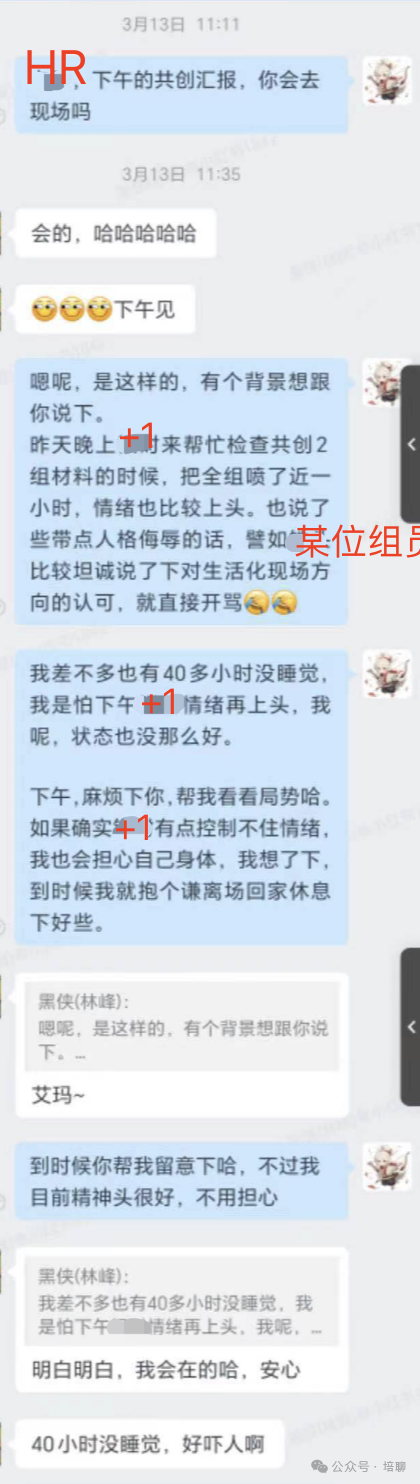 3月13日 11:11
HR
，下午的共创汇报，你会去
现场吗
3月13日 11:35
会的，哈哈哈哈哈
下午见
嗯呢，是这样的，有个背景想跟
你说下。
昨天晚上+1时来帮忙检查共创2
组材料的时候，把全组喷了近一
小时，情绪也比较上头。也说了
些带点人格侮辱的话，譬如某位组员
比较坦诚说了下对生活化现场方
向的认可，就直接开骂
我差不多也有40多小时没睡觉，
我是怕下午+1情绪再上头，我
呢，状态也没那么好。
下午，麻烦下你，帮我看看局势哈。
如果确实+1有点控制不住情绪，
我也会担心自己身体，我想了下，
到时候我就抱个谦离场回家休息
下好些。
黑侠(林峰)：
嗯呢，是这样的，有个背景想跟你说
下。...
艾玛~
到时候你帮我留意下哈，不过我
目前精神头很好，不用担心
黑侠(林峰)：
我差不多也有40多小时没睡觉，我
是怕下午 情绪再上头，我呢，...
明白明白，我会在的哈，安心
40小时没睡觉，好吓人啊
公众号·培聊